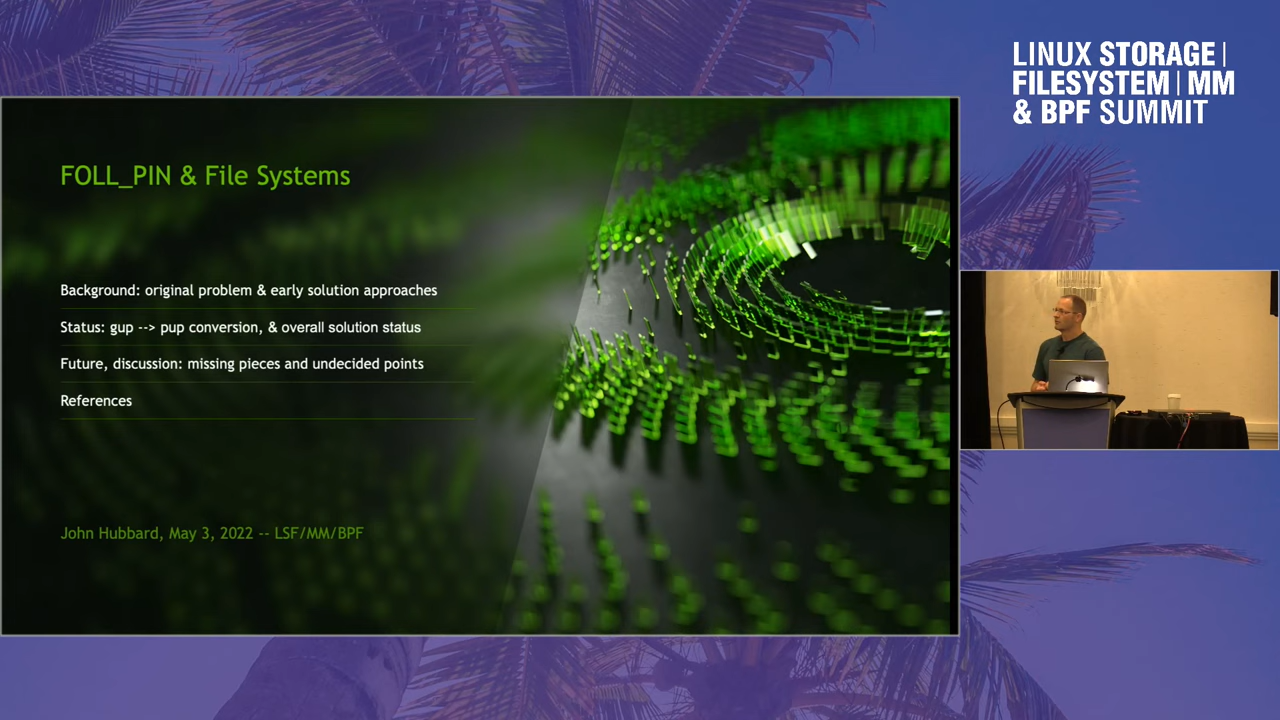 LINUX STORAGE |
FILESYSTEM | MM
& BPF SUMMIT
FOLL_PIN & File Systems
Background: original problem & early solution approaches
Status: gup --> pup conversion, & overall solution status
Future, discussion: missing pieces and undecided points
References
John Hubbard, May 3, 2022 -- LSF/MM/BPF